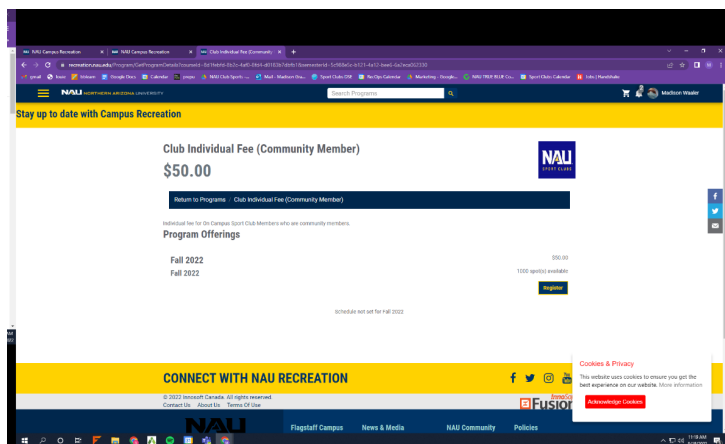 NAU Campus Recreation
NAU Campus Recreation
Club Individual Fee (Community
NAU NORTHERN ARIZONA UNIVERSITY
Search Programs
Madison Waaler
Stay up to date with Campus Recreation
Club Individual Fee (Community Member)
$50.00
NAU
SPORT CLUBS
Return to Programs / Club Individual Fee (Community Member)
Individual fee for On Campus Sport Club Members who are community members.
Program Offerings
Fall 2022
$50.00
Fall 2022
1000 spot(s) available
Register
Schedule not set for Fall 2022
Cookies & Privacy
This website uses cookies to ensure you get the
best experience on our website. More information
Acknowledge Cookies
CONNECT WITH NAU RECREATION
© 2022 Innosoft Canada. All rights reserved.
Contact Us About Us Terms Of Use
Fusion
NAU
Flagstaff Campus
News & Media
NAU Community
Policies
11:18 AM